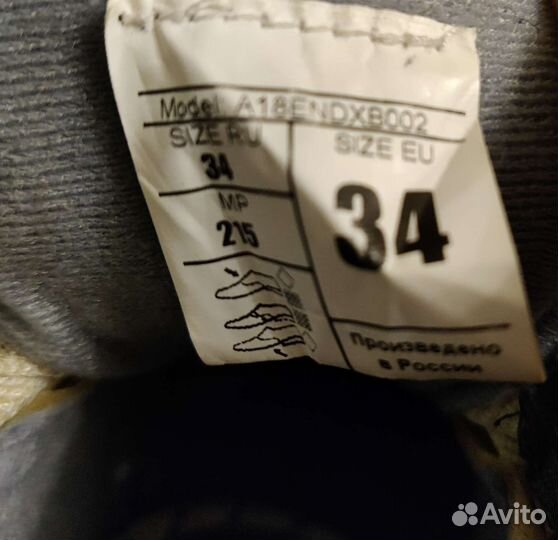 Model A18ENDXB002
SIZE RU
34
MP
215
SIZE EU
34
Произведено
в России
Avito